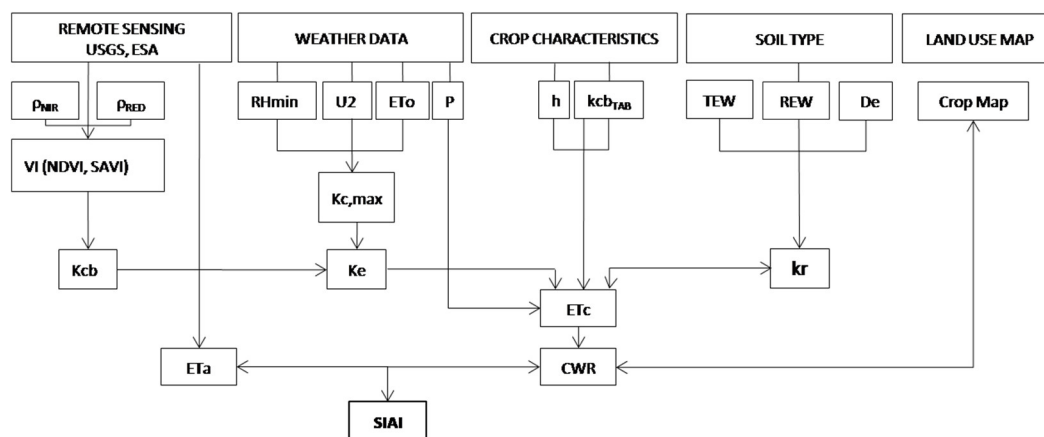 REMOTE SENSING
USGS, ESA
WEATHER DATA
CROP CHARACTERISTICS
SOIL TYPE
LAND USE MAP
ρNIR
ρRED
RHmin
U2
ETo
P
h
kcbTAB
TEW
REW
De
Crop Map
VI (NDVI, SAVI)
Kc,max
Kcb
Ke
kr
ETc
ETa
CWR
SIAI